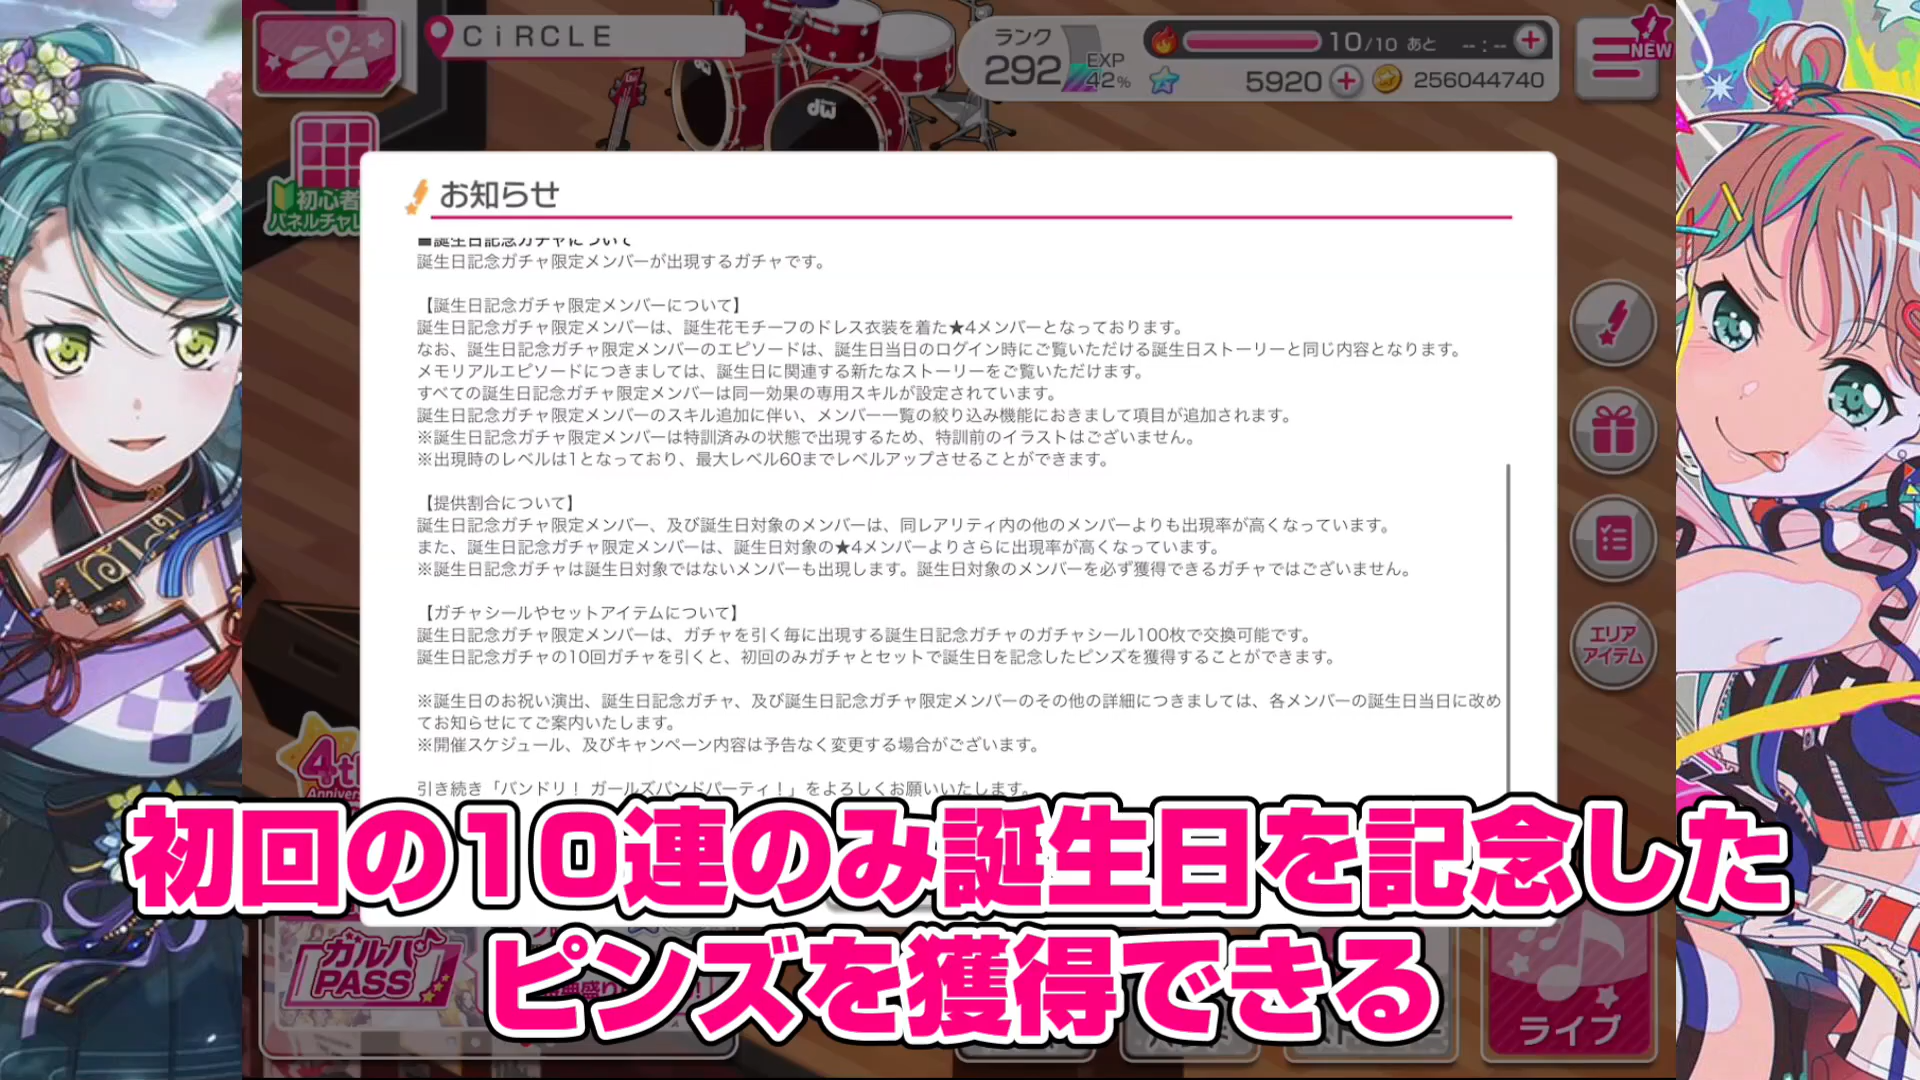 CiRCLE
ランク
292
EXP
42%
10/10 あと --:--
5920
256044740
NEW
初心者
パネルチャレ
お知らせ
■誕生日記念ガチャについて
誕生日記念ガチャ限定メンバーが出現するガチャです。
【誕生日記念ガチャ限定メンバーについて】
誕生日記念ガチャ限定メンバーは、誕生花モチーフのドレス衣装を着た★4メンバーとなっております。
なお、誕生日記念ガチャ限定メンバーのエピソードは、誕生日当日のログイン時にご覧いただける誕生日ストーリーと同じ内容となります。
メモリアルエピソードにつきましては、誕生日に関連する新たなストーリーをご覧いただけます。
すべての誕生日記念ガチャ限定メンバーは同一効果の専用スキルが設定されています。
誕生日記念ガチャ限定メンバーのスキル追加に伴い、メンバー一覧の絞り込み機能におきまして項目が追加されます。
※誕生日記念ガチャ限定メンバーは特訓済みの状態で出現するため、特訓前のイラストはございません。
※出現時のレベルは1となっており、最大レベル60までレベルアップさせることができます。
【提供割合について】
誕生日記念ガチャ限定メンバー、及び誕生日対象のメンバーは、同レアリティ内の他のメンバーよりも出現率が高くなっています。
また、誕生日記念ガチャ限定メンバーは、誕生日対象の★4メンバーよりさらに出現率が高くなっています。
※誕生日記念ガチャは誕生日対象ではないメンバーも出現します。誕生日対象のメンバーを必ず獲得できるガチャではございません。
【ガチャシールやセットアイテムについて】
誕生日記念ガチャ限定メンバーは、ガチャを引く毎に出現する誕生日記念ガチャのガチャシール100枚で交換可能です。
誕生日記念ガチャの10回ガチャを引くと、初回のみガチャとセットで誕生日を記念したピンズを獲得することができます。
※誕生日のお祝い演出、誕生日記念ガチャ、及び誕生日記念ガチャ限定メンバーのその他の詳細につきましては、各メンバーの誕生日当日に改め
てお知らせにてご案内いたします。
※開催スケジュール、及びキャンペーン内容は予告なく変更する場合がございます。
引き続き「バンドリ！ ガールズバンドパーティ！」をよろしくお願いいたします。
エリア
アイテム
4th
初回の10連のみ誕生日を記念した
ピンズを獲得できる
ガルパ
PASS
ライブ